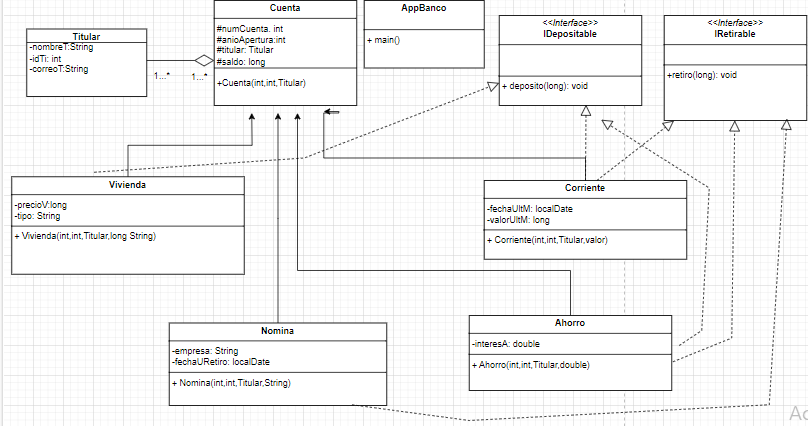 Titular
-nombreT:String
-idTi: int
-correoT:String
1...*
1...*
Cuenta
#numCuenta. int
#anioApertura:int
#titular: Titular
#saldo: long
+Cuenta(int,int,Titular)
AppBanco
+ main()
<<Interface>>
IDepositable
+ deposito(long): void
<<Interface>>
IRetirable
+retiro(long): void
Vivienda
-precioV:long
-tipo: String
+ Vivienda(int,int,Titular,long String)
Corriente
-fechaUltM: localDate
-valorUltM: long
+ Corriente(int,int,Titular,valor)
Nomina
-empresa: String
-fechaURetiro: localDate
+ Nomina(int,int,Titular,String)
Ahorro
-interesA: double
+ Ahorro(int,int,Titular,double)